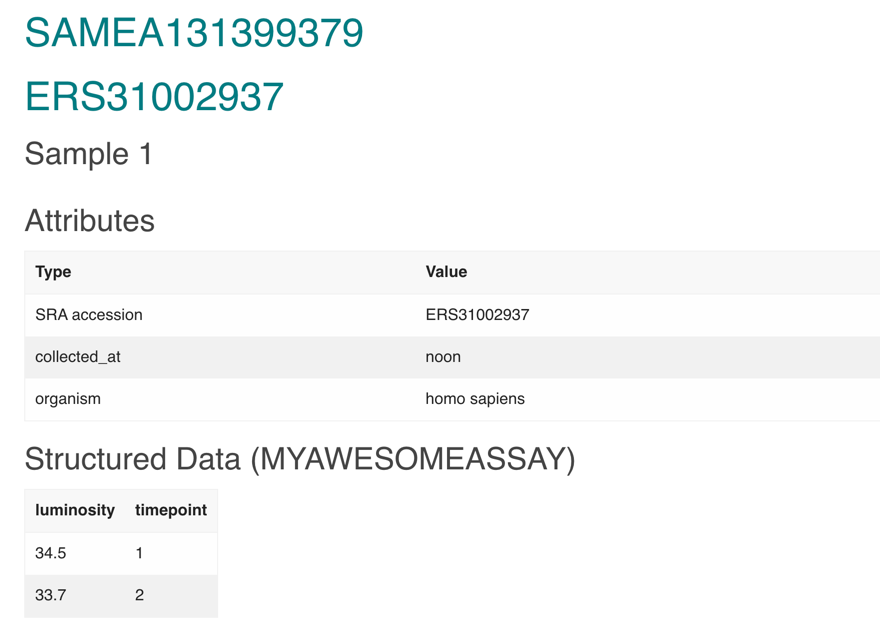 SAMEA131399379
ERS31002937
Sample 1
Attributes
Type Value
SRA accession ERS31002937
collected_at noon
organism homo sapiens
Structured Data (MYAWESOMEASSAY)
luminosity timepoint
34.5 1
33.7 2